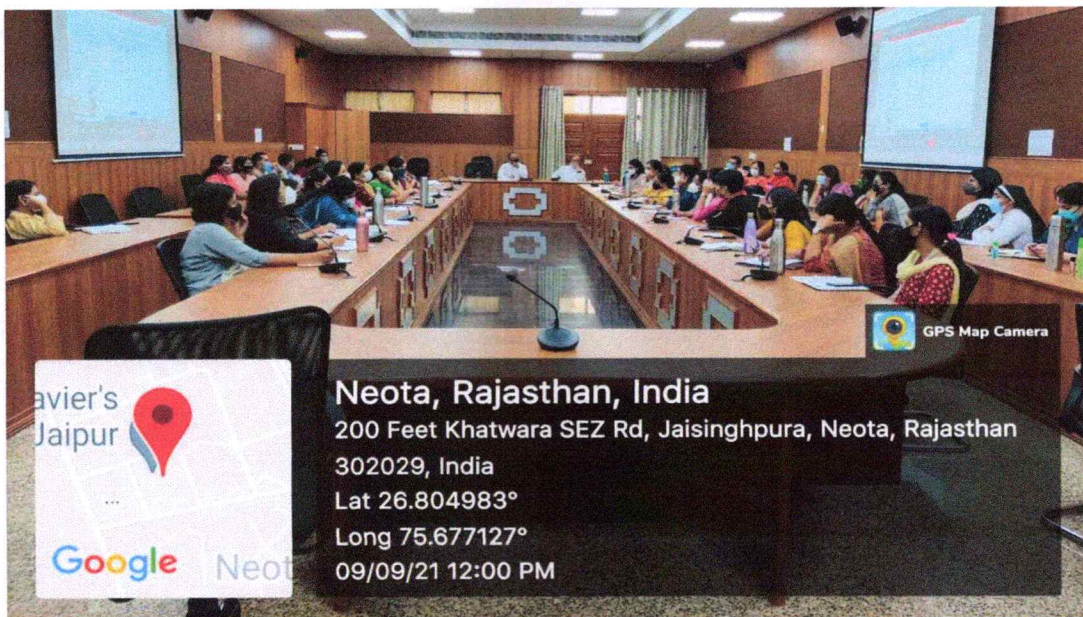 GPS Map Camera
avier's
Jaipur
...
Google
Neot
Neota, Rajasthan, India
200 Feet Khatwara SEZ Rd, Jaisinghpura, Neota, Rajasthan
302029, India
Lat 26.804983°
Long 75.677127°
09/09/21 12:00 PM